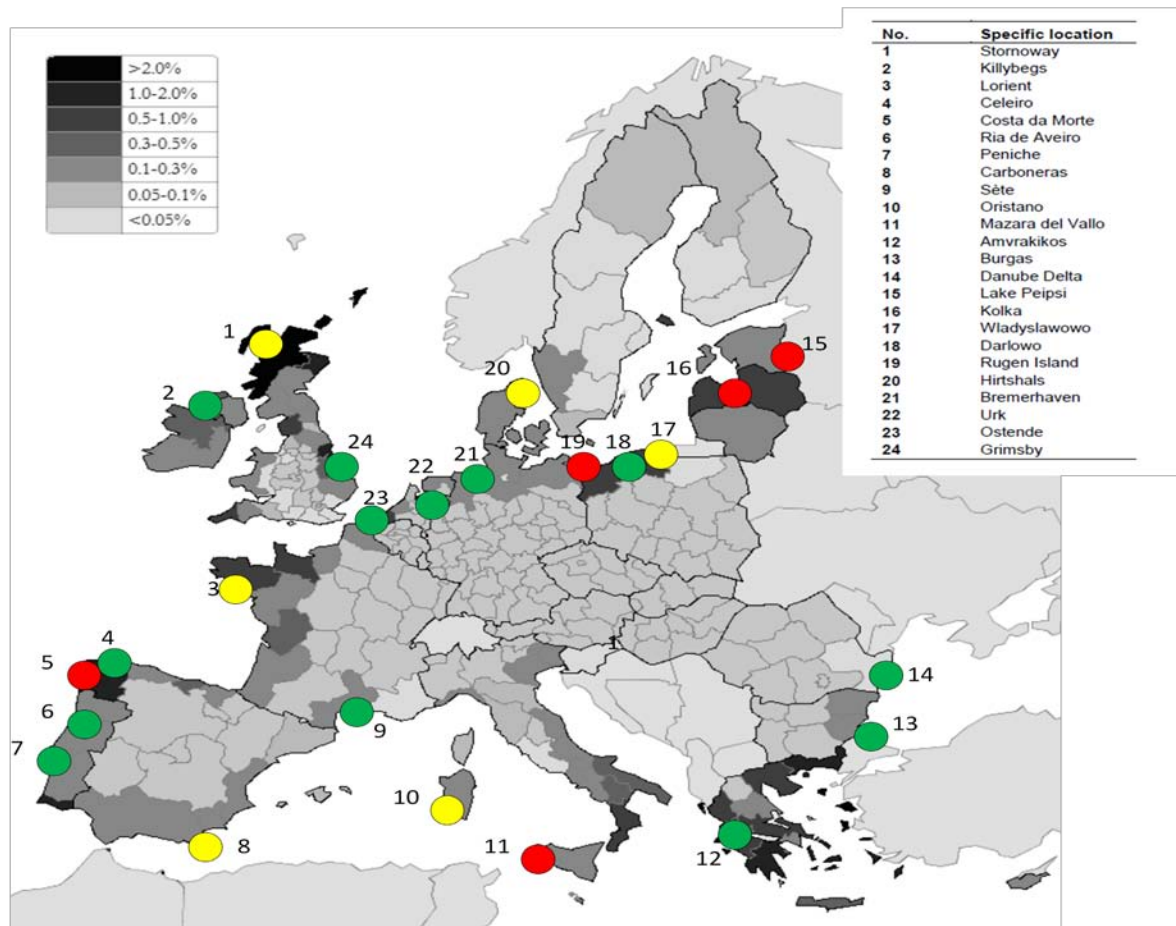 >2.0%
1.0-2.0%
0.5-1.0%
0.3-0.5%
0.1-0.3%
0.05-0.1%
<0.05%
No. Specific location
1 Stornoway
2 Killybegs
3 Lorient
4 Celeiro
5 Costa da Morte
6 Ria de Aveiro
7 Peniche
8 Carboneras
9 Sète
10 Oristano
11 Mazara del Vallo
12 Amvrakikos
13 Burgas
14 Danube Delta
15 Lake Peipsi
16 Kolka
17 Wladyslawowo
18 Darlowo
19 Rugen Island
20 Hirtshals
21 Bremerhaven
22 Urk
23 Ostende
24 Grimsby
1
15
20
16
2
24
17
21
19
18
22
23
3
1
4
5
14
6
9
13
7
10
8
11
12